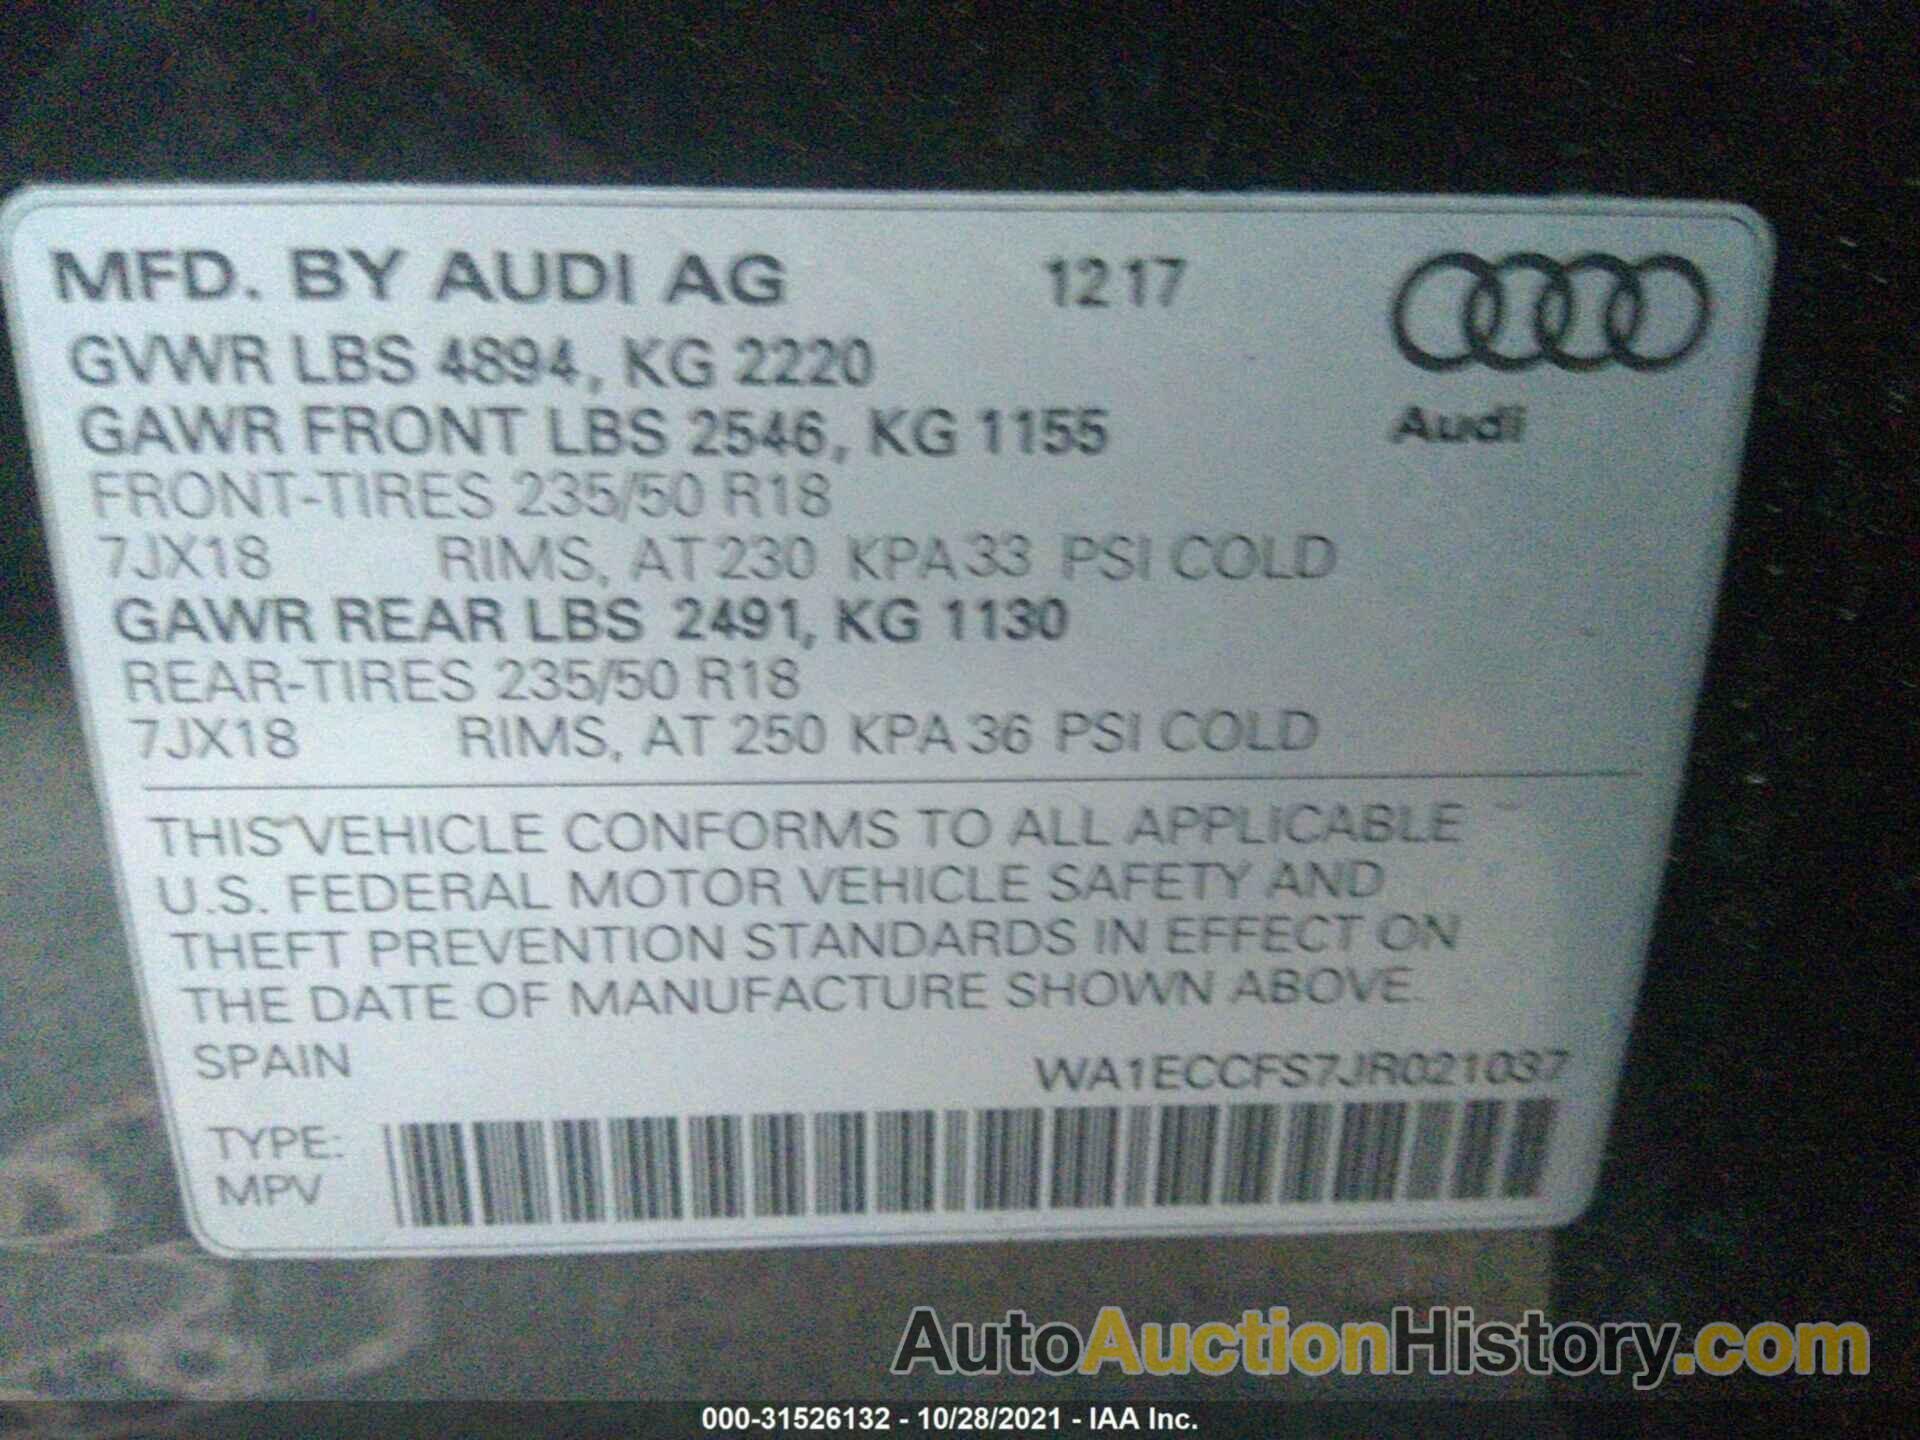 MFD. BY AUDI AG 1217
GVWR LBS 4894, KG 2220
GAWR FRONT LBS 2546, KG 1155
Audi
FRONT-TIRES 235/50 R18
7JX18 RIMS, AT 230 KPA 33 PSI COLD
GAWR REAR LBS 2491, KG 1130
REAR-TIRES 235/50 R18
7JX18 RIMS, AT 250 KPA 36 PSI COLD
THIS VEHICLE CONFORMS TO ALL APPLICABLE
U.S. FEDERAL MOTOR VEHICLE SAFETY AND
THEFT PREVENTION STANDARDS IN EFFECT ON
THE DATE OF MANUFACTURE SHOWN ABOVE.
SPAIN WA1ECCFS7JR021037
TYPE:
MPV
AutoAuctionHistory.com
000-31526132 - 10/28/2021 - IAA Inc.